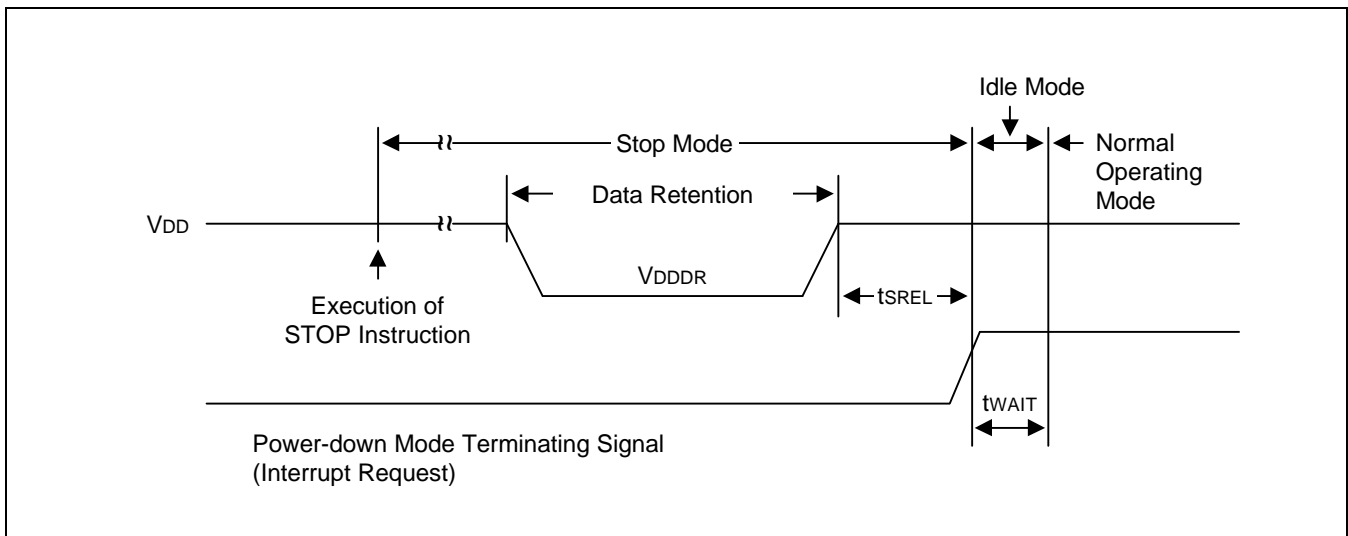 Idle Mode
Stop Mode
Normal
Operating
Mode
Data Retention
VDD
VDDDR
tSREL
Execution of
STOP Instruction
tWAIT
Power-down Mode Terminating Signal
(Interrupt Request)